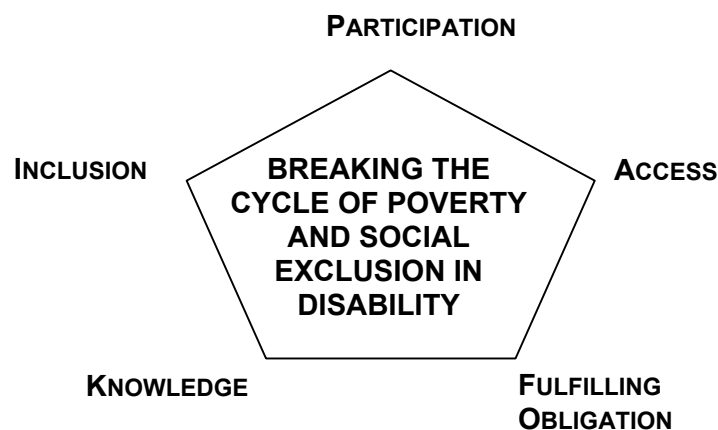 PARTICIPATION
INCLUSION
ACCESS
BREAKING THE
CYCLE OF POVERTY
AND SOCIAL
EXCLUSION IN
DISABILITY
KNOWLEDGE
FULFILLING
OBLIGATION